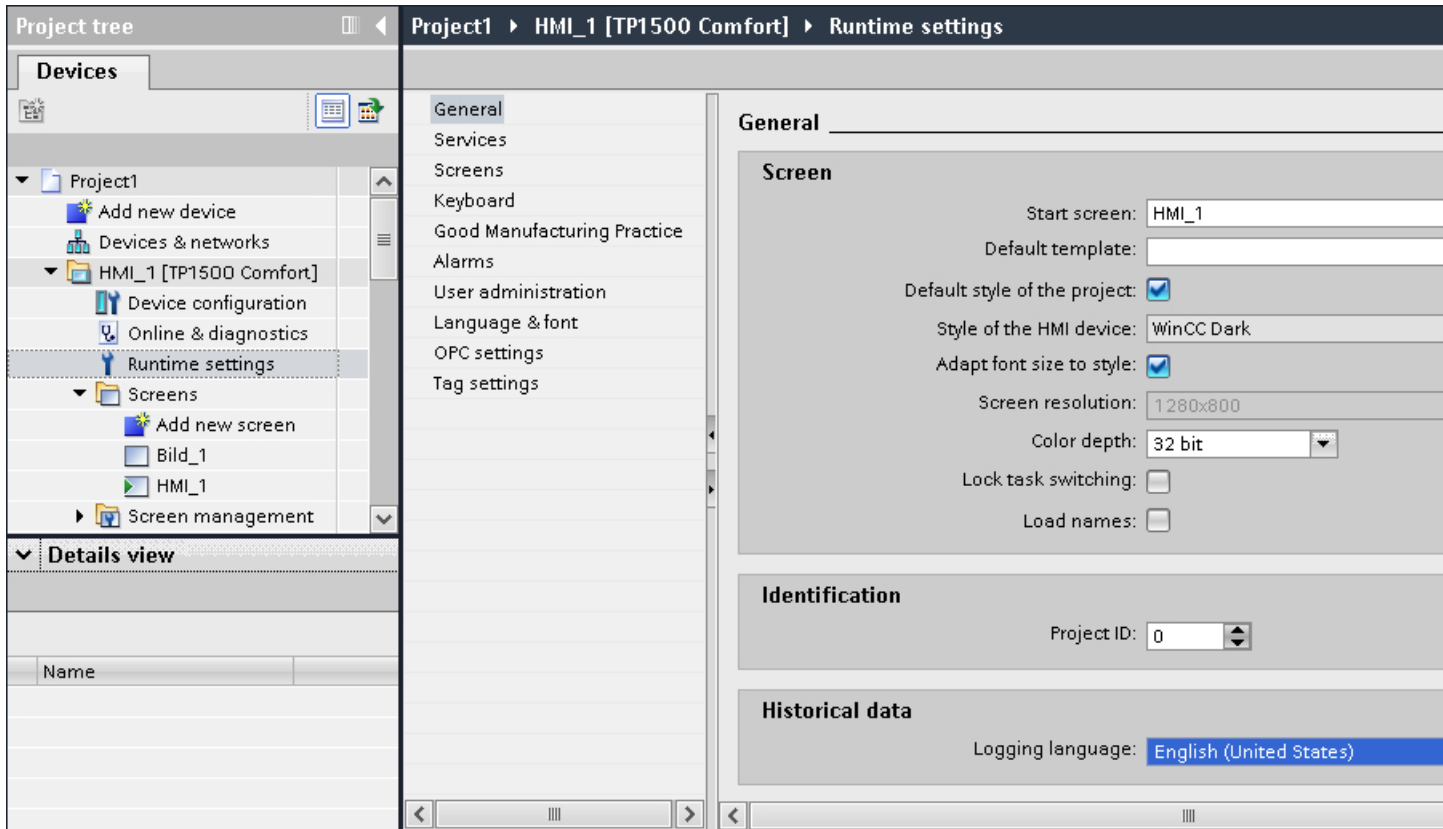 Project tree
Devices
Project1
Add new device
Devices & networks
HMI_1 [TP1500 Comfort]
Device configuration
Online & diagnostics
Runtime settings
Screens
Add new screen
Bild_1
HMI_1
Screen management
Details view
Name
Project1 HMI_1 [TP1500 Comfort] Runtime settings
General
Services
Screens
Keyboard
Good Manufacturing Practice
Alarms
User administration
Language & font
OPC settings
Tag settings
General
Screen
Start screen: HMI_1
Default template:
Default style of the project:
Style of the HMI device: WinCC Dark
Adapt font size to style:
Screen resolution: 1280x800
Color depth: 32 bit
Lock task switching:
Load names:
Identification
Project ID: 0
Historical data
Logging language: English (United States)